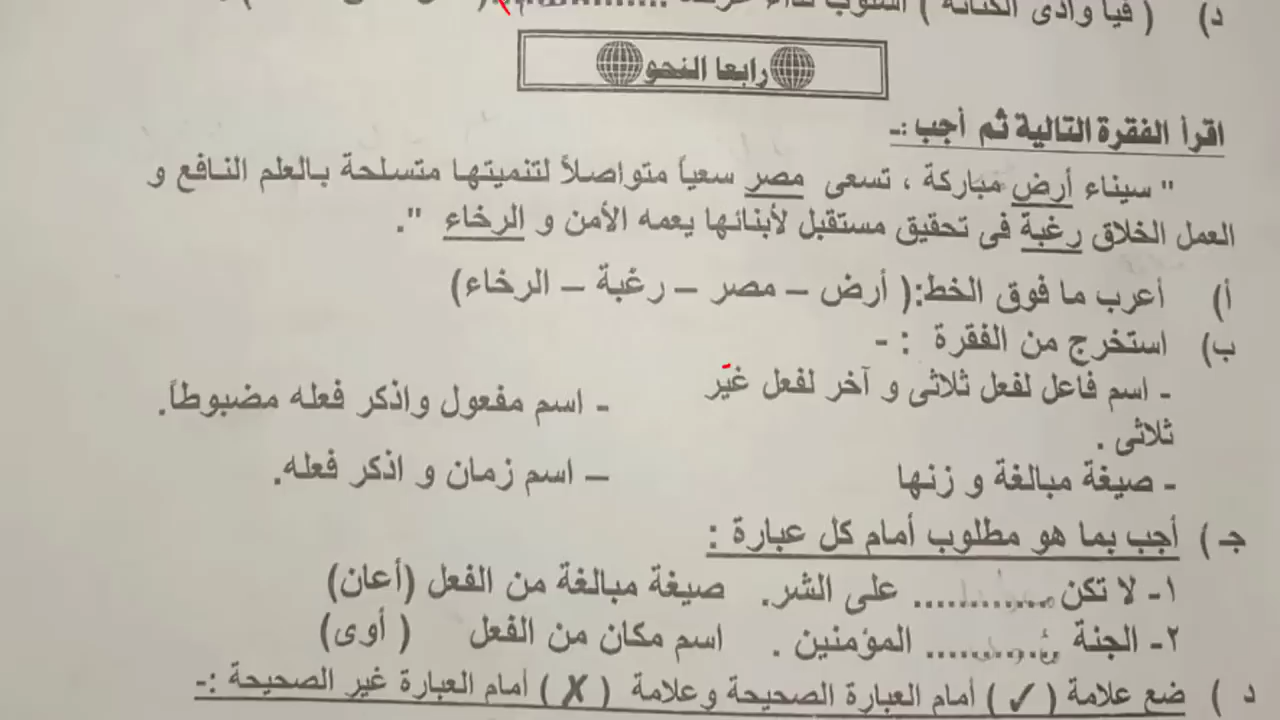 د) ( فيا وادى الكنانة ) أسلوب نداء
رابعا النحو
اقرأ الفقرة التالية ثم أجب :-
" سيناء أرض مباركة ، تسعى مصر سعياً متواصلاً لتنميتها متسلحة بالعلم النافع و
العمل الخلاق رغبة فى تحقيق مستقبل لأبنائها يعمه الأمن و الرخاء ".
أ) أعرب ما فوق الخط:( أرض – مصر – رغبة – الرخاء)
ب) استخرج من الفقرة : -
- اسم فاعل لفعل ثلاثى و آخر لفعل غير
ثلاثى .
- اسم مفعول واذكر فعله مضبوطاً.
- صيغة مبالغة و زنها
– اسم زمان و اذكر فعله.
جـ ) أجب بما هو مطلوب أمام كل عبارة :
١- لا تكن ............ على الشر. صيغة مبالغة من الفعل (أعان)
٢- الجنة ............ المؤمنين . اسم مكان من الفعل ( أوى)
د ) ضع علامة ( ✓ ) أمام العبارة الصحيحة وعلامة ( ✗ ) أمام العبارة غير الصحيحة :-